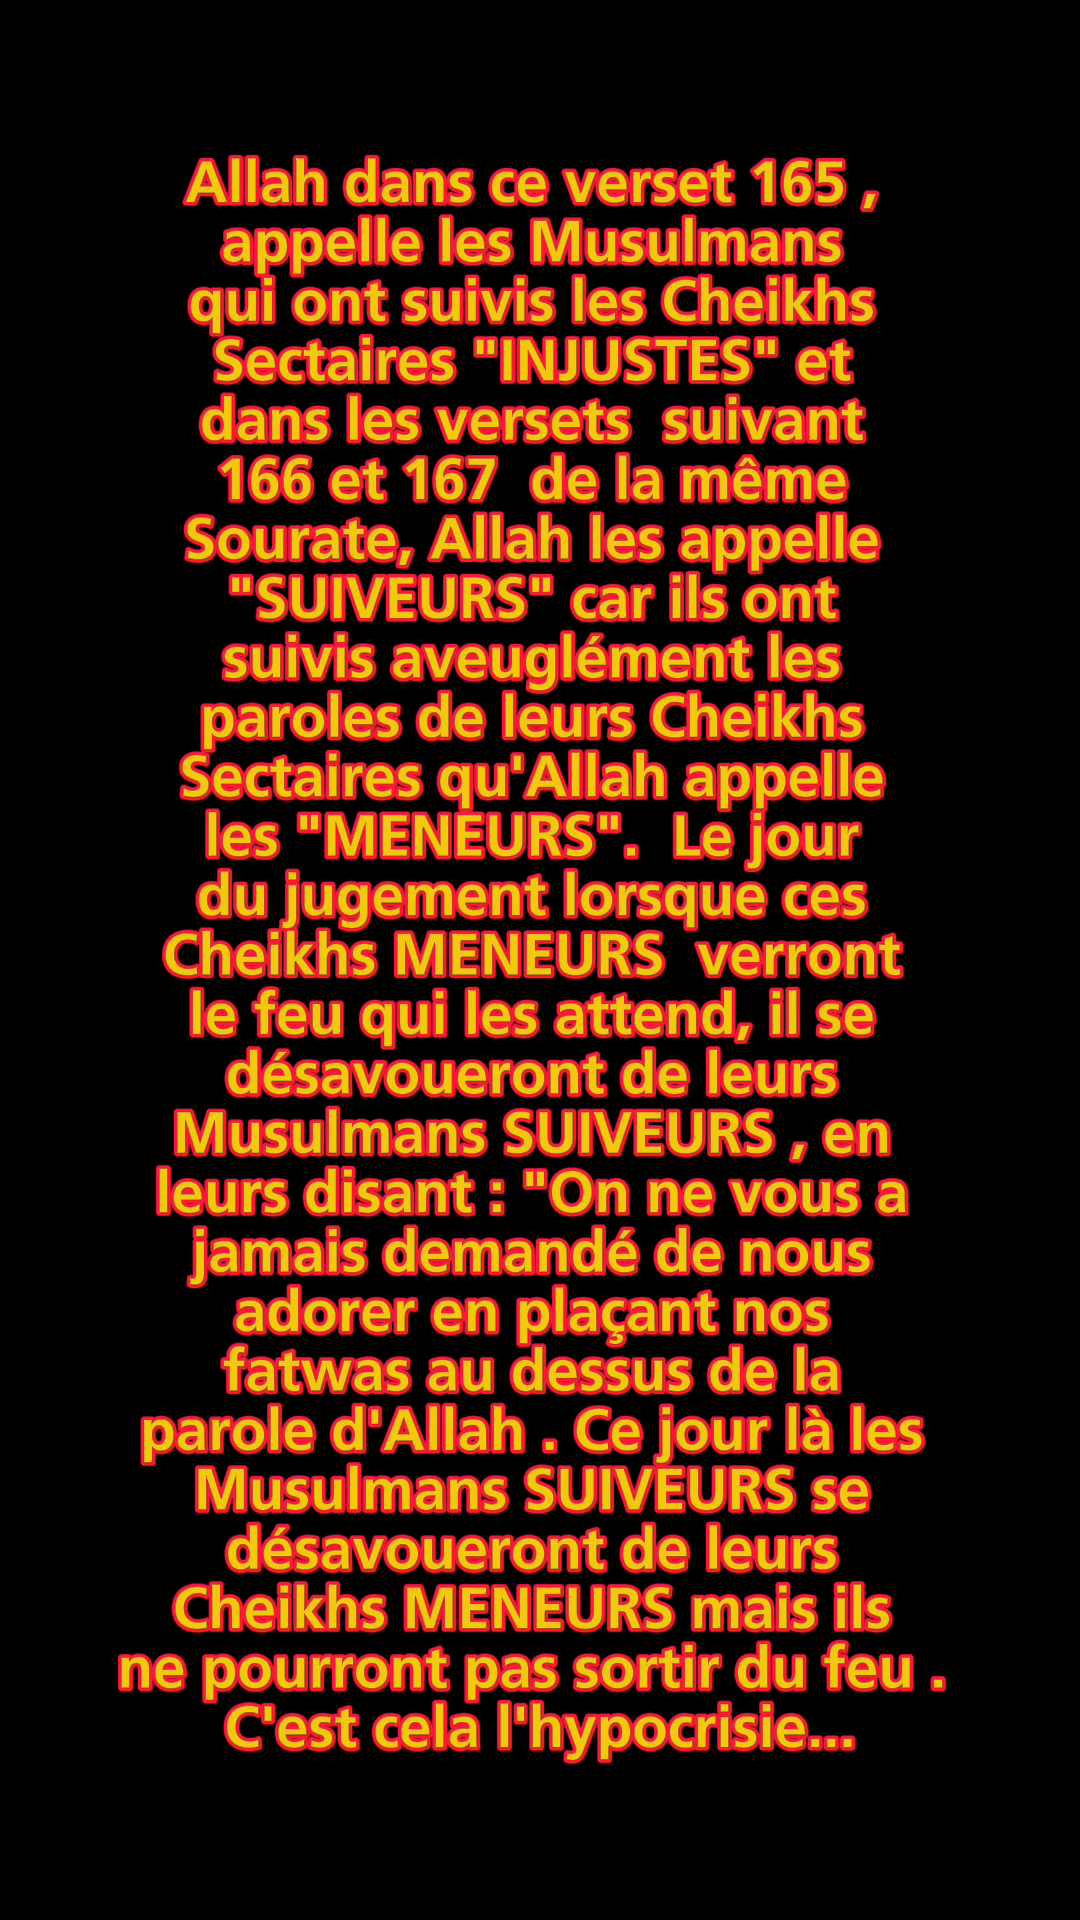 Allah dans ce verset 165 ,
appelle les Musulmans
qui ont suivis les Cheikhs
Sectaires "INJUSTES" et
dans les versets  suivant
166 et 167  de la même
Sourate, Allah les appelle
"SUIVEURS" car ils ont
suivis aveuglément les
paroles de leurs Cheikhs
Sectaires qu'Allah appelle
les "MENEURS".  Le jour
du jugement lorsque ces
Cheikhs MENEURS  verront
le feu qui les attend, il se
désavoueront de leurs
Musulmans SUIVEURS , en
leurs disant : "On ne vous a
jamais demandé de nous
adorer en plaçant nos
fatwas au dessus de la
parole d'Allah . Ce jour là les
Musulmans SUIVEURS se
désavoueront de leurs
Cheikhs MENEURS mais ils
ne pourront pas sortir du feu .
C'est cela l'hypocrisie...